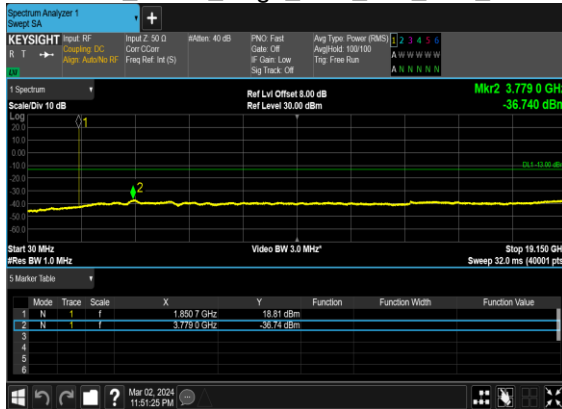 Spectrum Analyzer 1
Swept SA
+
KEYSIGHT Input: RF Input Z: 50 Ω #Atten: 40 dB PNO: Fast Avg Type: Power (RMS) 1 2 3 4 5 6
R T Coupling: DC Corr CCorr Gate: Off Avg|Hold: 100/100 A W W W W W
Align: Auto/No RF Freq Ref: Int (S) IF Gain: Low Trig: Free Run
LXI Sig Track: Off A N N N N N
1 Spectrum Ref Lvl Offset 8.00 dB Mkr2 3.779 0 GHz
Scale/Div 10 dB Ref Level 30.00 dBm -36.740 dBm
Log
20.0
10.0
0.00
-10.0
-20.0
-30.0
-40.0
-50.0
-60.0
1
2
DL1 -13.00 dBm
Start 30 MHz Video BW 3.0 MHz* Stop 19.150 GHz
#Res BW 1.0 MHz Sweep 32.0 ms (40001 pts)
5 Marker Table
Mode Trace Scale X Y Function Function Width Function Value
1 N 1 f 1.850 7 GHz 18.81 dBm
2 N 1 f 3.779 0 GHz -36.74 dBm
3
4
5
6
? Mar 02, 2024
11:51:25 PM